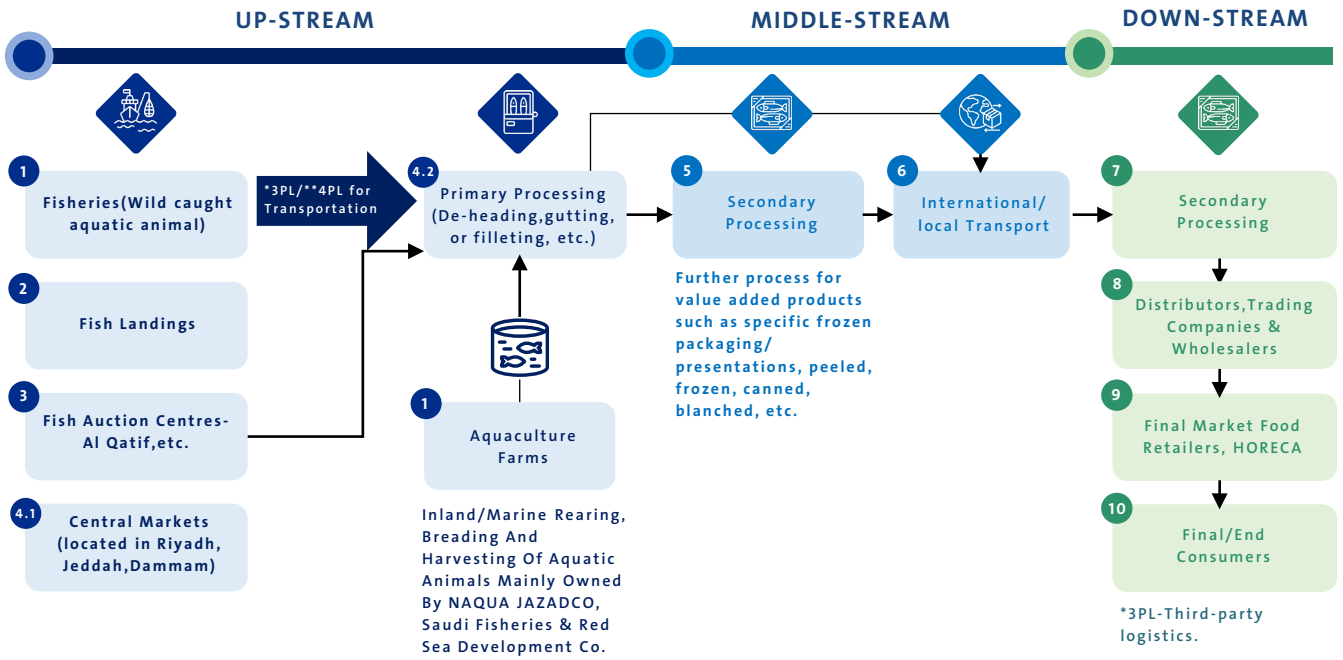 UP-STREAM
MIDDLE-STREAM
DOWN-STREAM
1
Fisheries(Wild caught
aquatic animal)
*3PL/**4PL for
Transportation
2
Fish Landings
3
Fish Auction Centres-
Al Qatif,etc.
4.1
Central Markets
(located in Riyadh,
Jeddah,Dammam)
4.2
Primary Processing
(De-heading,gutting,
or filleting, etc.)
1
Aquaculture
Farms
Inland/Marine Rearing,
Breading And
Harvesting Of Aquatic
Animals Mainly Owned
By NAQUA JAZADCO,
Saudi Fisheries & Red
Sea Development Co.
5
Secondary
Processing
Further process for
value added products
such as specific frozen
packaging/
presentations, peeled,
frozen, canned,
blanched, etc.
6
International/
local Transport
7
Secondary
Processing
8
Distributors,Trading
Companies &
Wholesalers
9
Final Market Food
Retailers, HORECA
10
Final/End
Consumers
*3PL-Third-party
logistics.